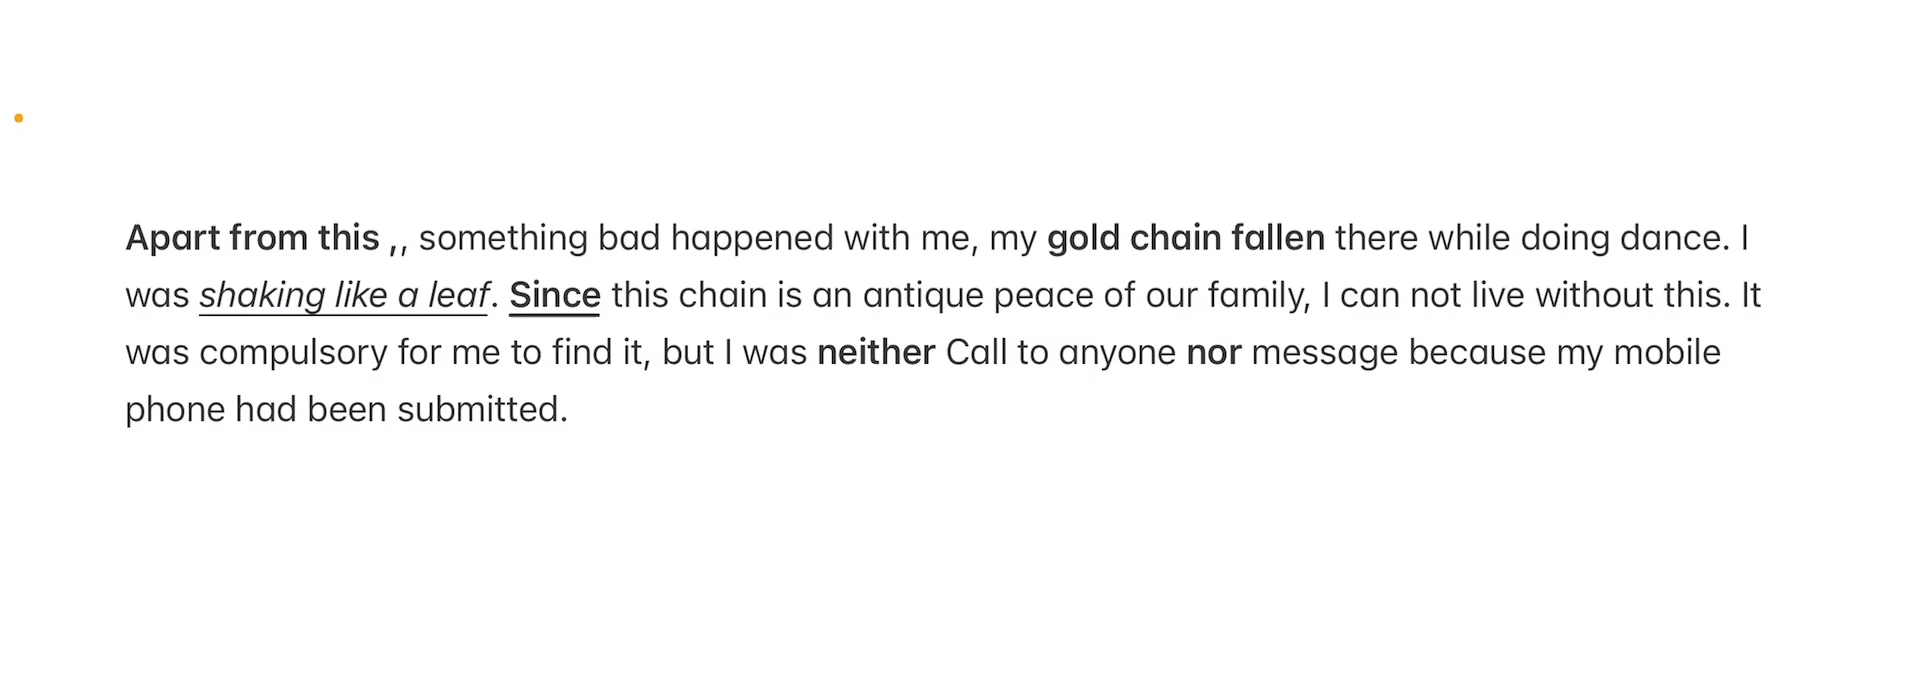 Apart from this ,, something bad happened with me, my gold chain fallen there while doing dance. I
was shaking like a leaf. Since this chain is an antique peace of our family, I can not live without this. It
was compulsory for me to find it, but I was neither Call to anyone nor message because my mobile
phone had been submitted.